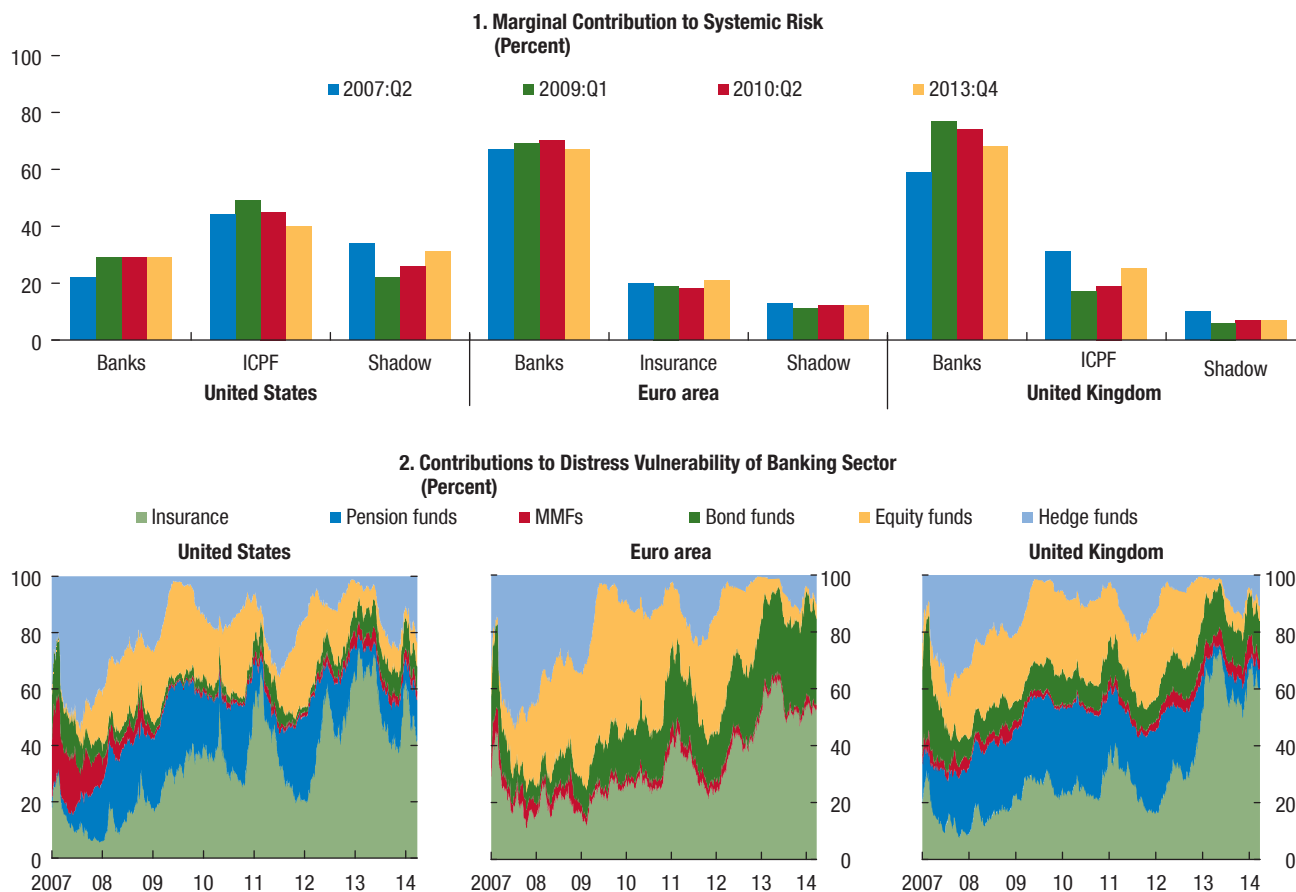 1. Marginal Contribution to Systemic Risk
(Percent)
100
80
60
40
20
0
2007:Q2 2009:Q1 2010:Q2 2013:Q4
Banks ICPF Shadow Banks Insurance Shadow Banks ICPF Shadow
United States Euro area United Kingdom
2. Contributions to Distress Vulnerability of Banking Sector
(Percent)
Insurance Pension funds MMFs Bond funds Equity funds Hedge funds
United States Euro area United Kingdom
100 100 100
80 80 80
60 60 60
40 40 40
20 20 20
0 0 0
2007 08 09 10 11 12 13 14 2007 08 09 10 11 12 13 14 2007 08 09 10 11 12 13 14